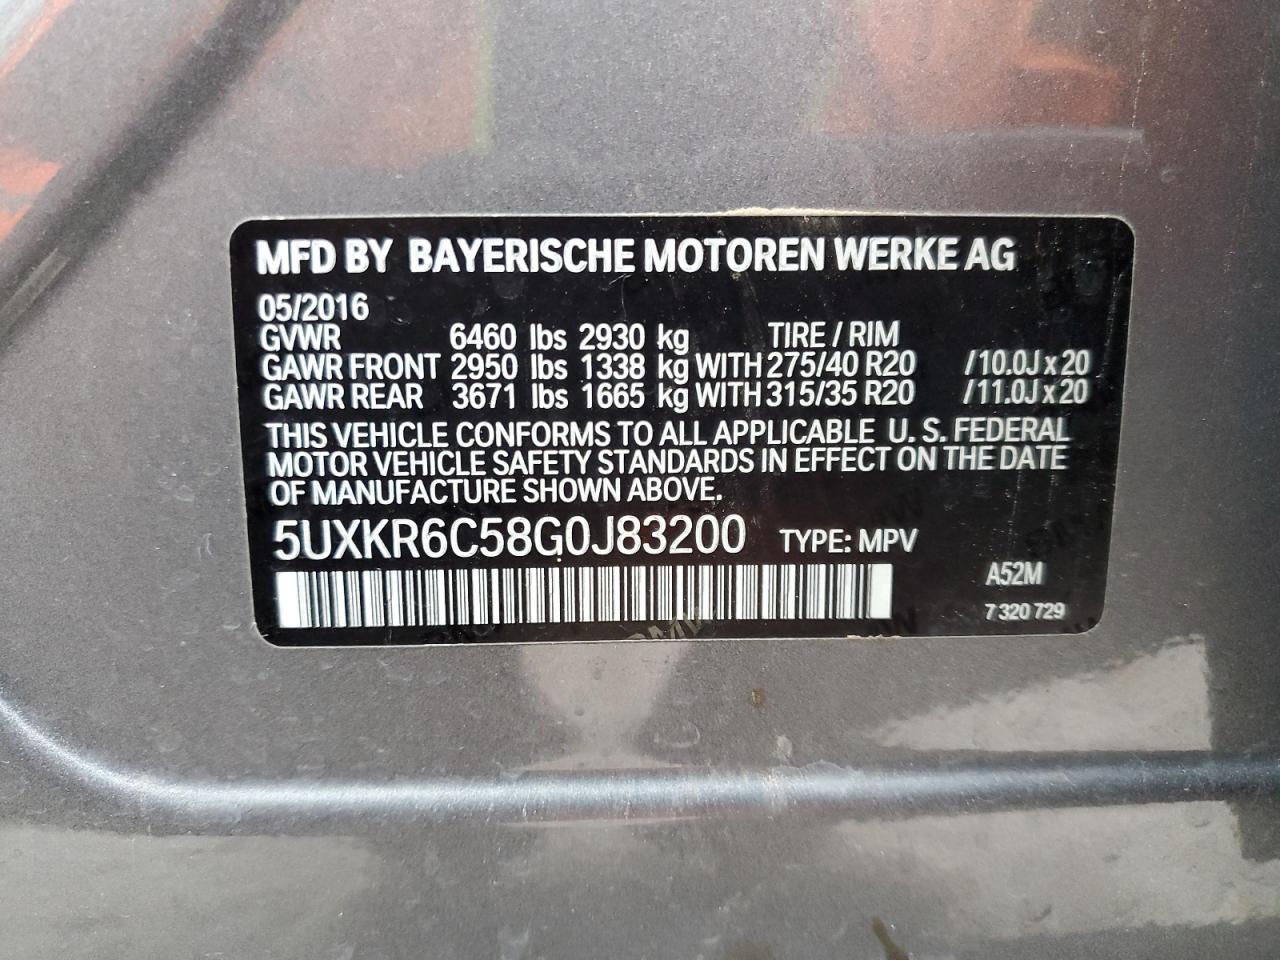 MFD BY BAYERISCHE MOTOREN WERKE AG
05/2016
GVWR 6460 lbs 2930 kg TIRE / RIM
GAWR FRONT 2950 lbs 1338 kg WITH 275/40 R20 /10.0J x 20
GAWR REAR 3671 lbs 1665 kg WITH 315/35 R20 /11.0J x 20
THIS VEHICLE CONFORMS TO ALL APPLICABLE U. S. FEDERAL
MOTOR VEHICLE SAFETY STANDARDS IN EFFECT ON THE DATE
OF MANUFACTURE SHOWN ABOVE.
5UXKR6C58G0J83200 TYPE: MPV
A52M
7 320 729